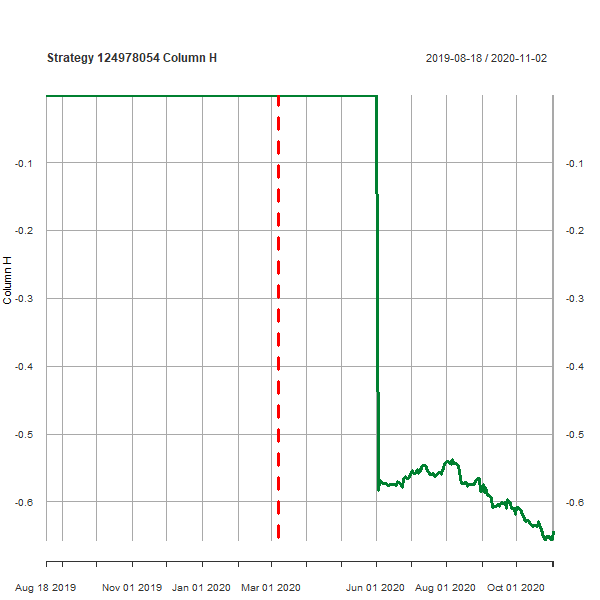 Strategy 124978054 Column H
2019-08-18 / 2020-11-02
-0.1 -0.1
-0.2 -0.2
-0.3 -0.3
-0.4 -0.4
-0.5 -0.5
-0.6 -0.6
Column H
Aug 18 2019 Nov 01 2019 Jan 01 2020 Mar 01 2020 Jun 01 2020 Aug 01 2020 Oct 01 2020